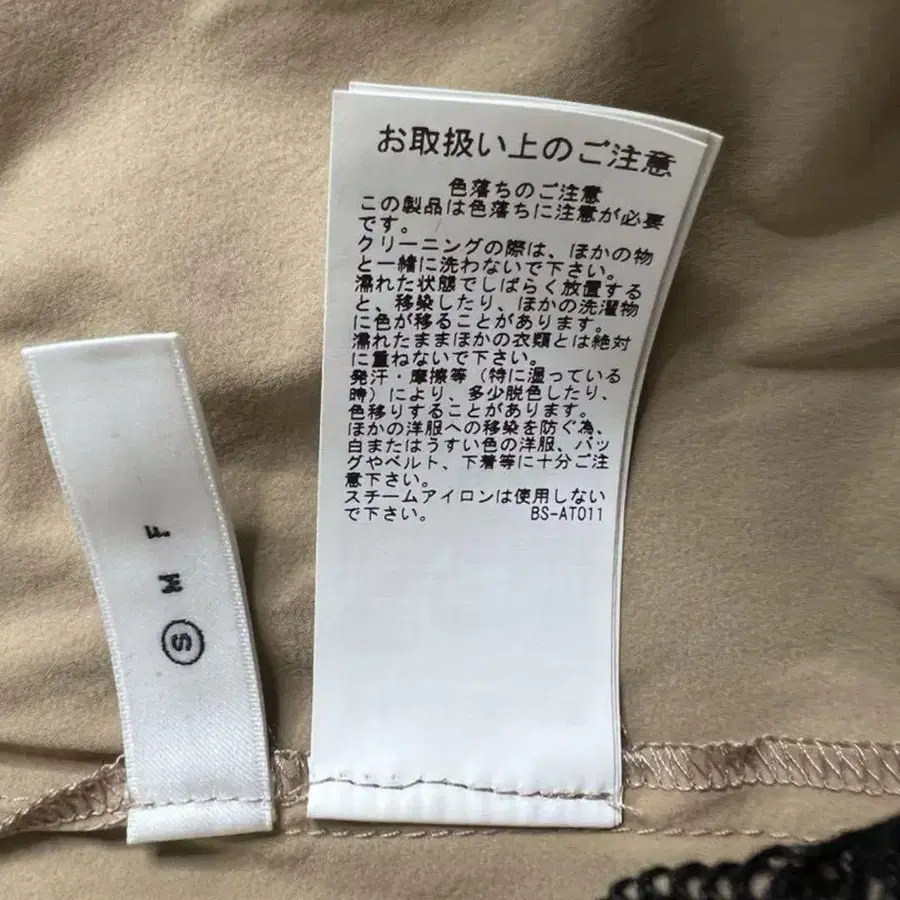 お取扱い上のご注意
色落ちのご注意
この製品は色落ちに注意が必要
です。
クリーニングの際は、ほかの物
と一緒に洗わないで下さい。
濡れた状態でしばらく放置する
と、移染したり、ほかの洗濯物
に色が移ることがあります。
濡れたままほかの衣類とは絶対
に重ねないで下さい。
発汗・摩擦等（特に湿っている
時）により、多少脱色したり、
色移りすることがあります。
ほかの洋服への移染を防ぐ為、
白またはうすい色の洋服、バッ
グやベルト、下着等に十分ご注
意下さい。
スチームアイロンは使用しない
で下さい。 BS-AT011
F M S